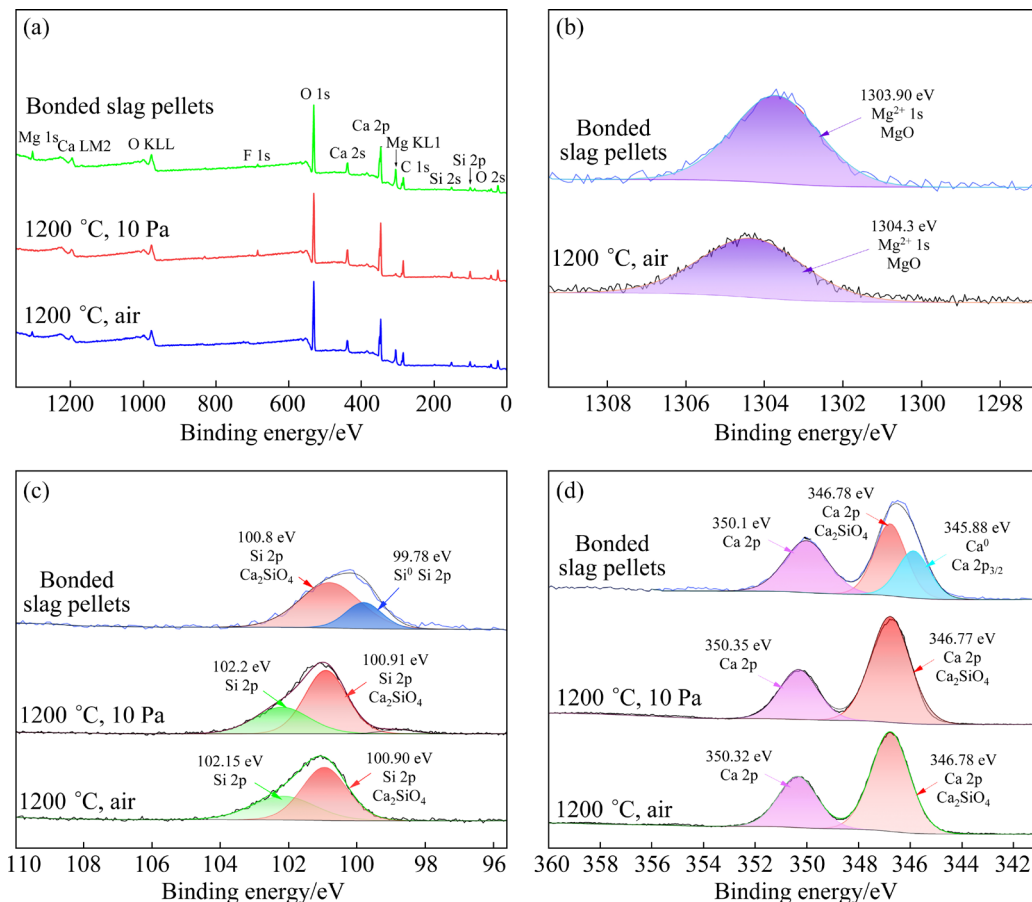 (a)
Bonded slag pellets
Mg 1s
Ca LM2
O KLL
F 1s
O 1s
Ca 2s
Ca 2p
Mg KL1
C 1s
Si 2s
Si 2p
O 2s
1200 °C, 10 Pa
1200 °C, air
1200 1000 800 600 400 200 0
Binding energy/eV
(b)
Bonded
slag pellets
1303.90 eV
Mg²⁺ 1s
MgO
1200 °C, air
1304.3 eV
Mg²⁺ 1s
MgO
1308 1306 1304 1302 1300 1298
Binding energy/eV
(c)
Bonded
slag pellets
100.8 eV
Si 2p
Ca₂SiO₄
99.78 eV
Si⁰ Si 2p
1200 °C, 10 Pa
102.2 eV
Si 2p
100.91 eV
Si 2p
Ca₂SiO₄
1200 °C, air
102.15 eV
Si 2p
100.90 eV
Si 2p
Ca₂SiO₄
110 108 106 104 102 100 98 96
Binding energy/eV
(d)
Bonded
slag pellets
350.1 eV
Ca 2p
346.78 eV
Ca 2p
Ca₂SiO₄
345.88 eV
Ca⁰
Ca 2p₃/₂
1200 °C, 10 Pa
350.35 eV
Ca 2p
346.77 eV
Ca 2p
Ca₂SiO₄
1200 °C, air
350.32 eV
Ca 2p
346.78 eV
Ca 2p
Ca₂SiO₄
360 356 354 352 350 348 346 344 342
Binding energy/eV